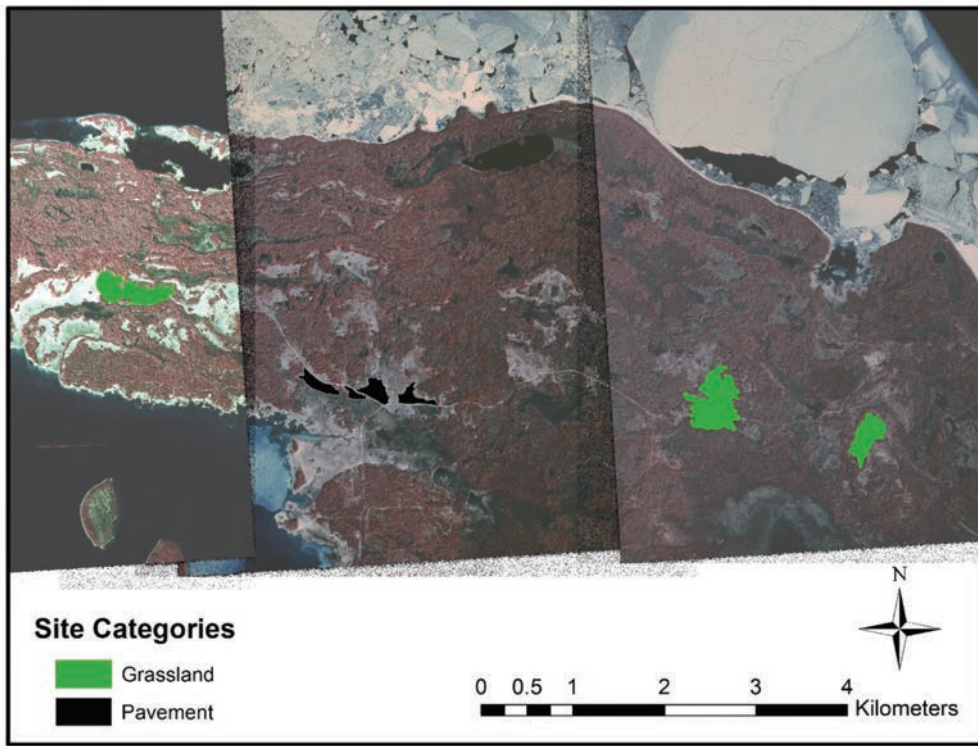 N
Site Categories
Grassland
Pavement
0 0.5 1 2 3 4
Kilometers